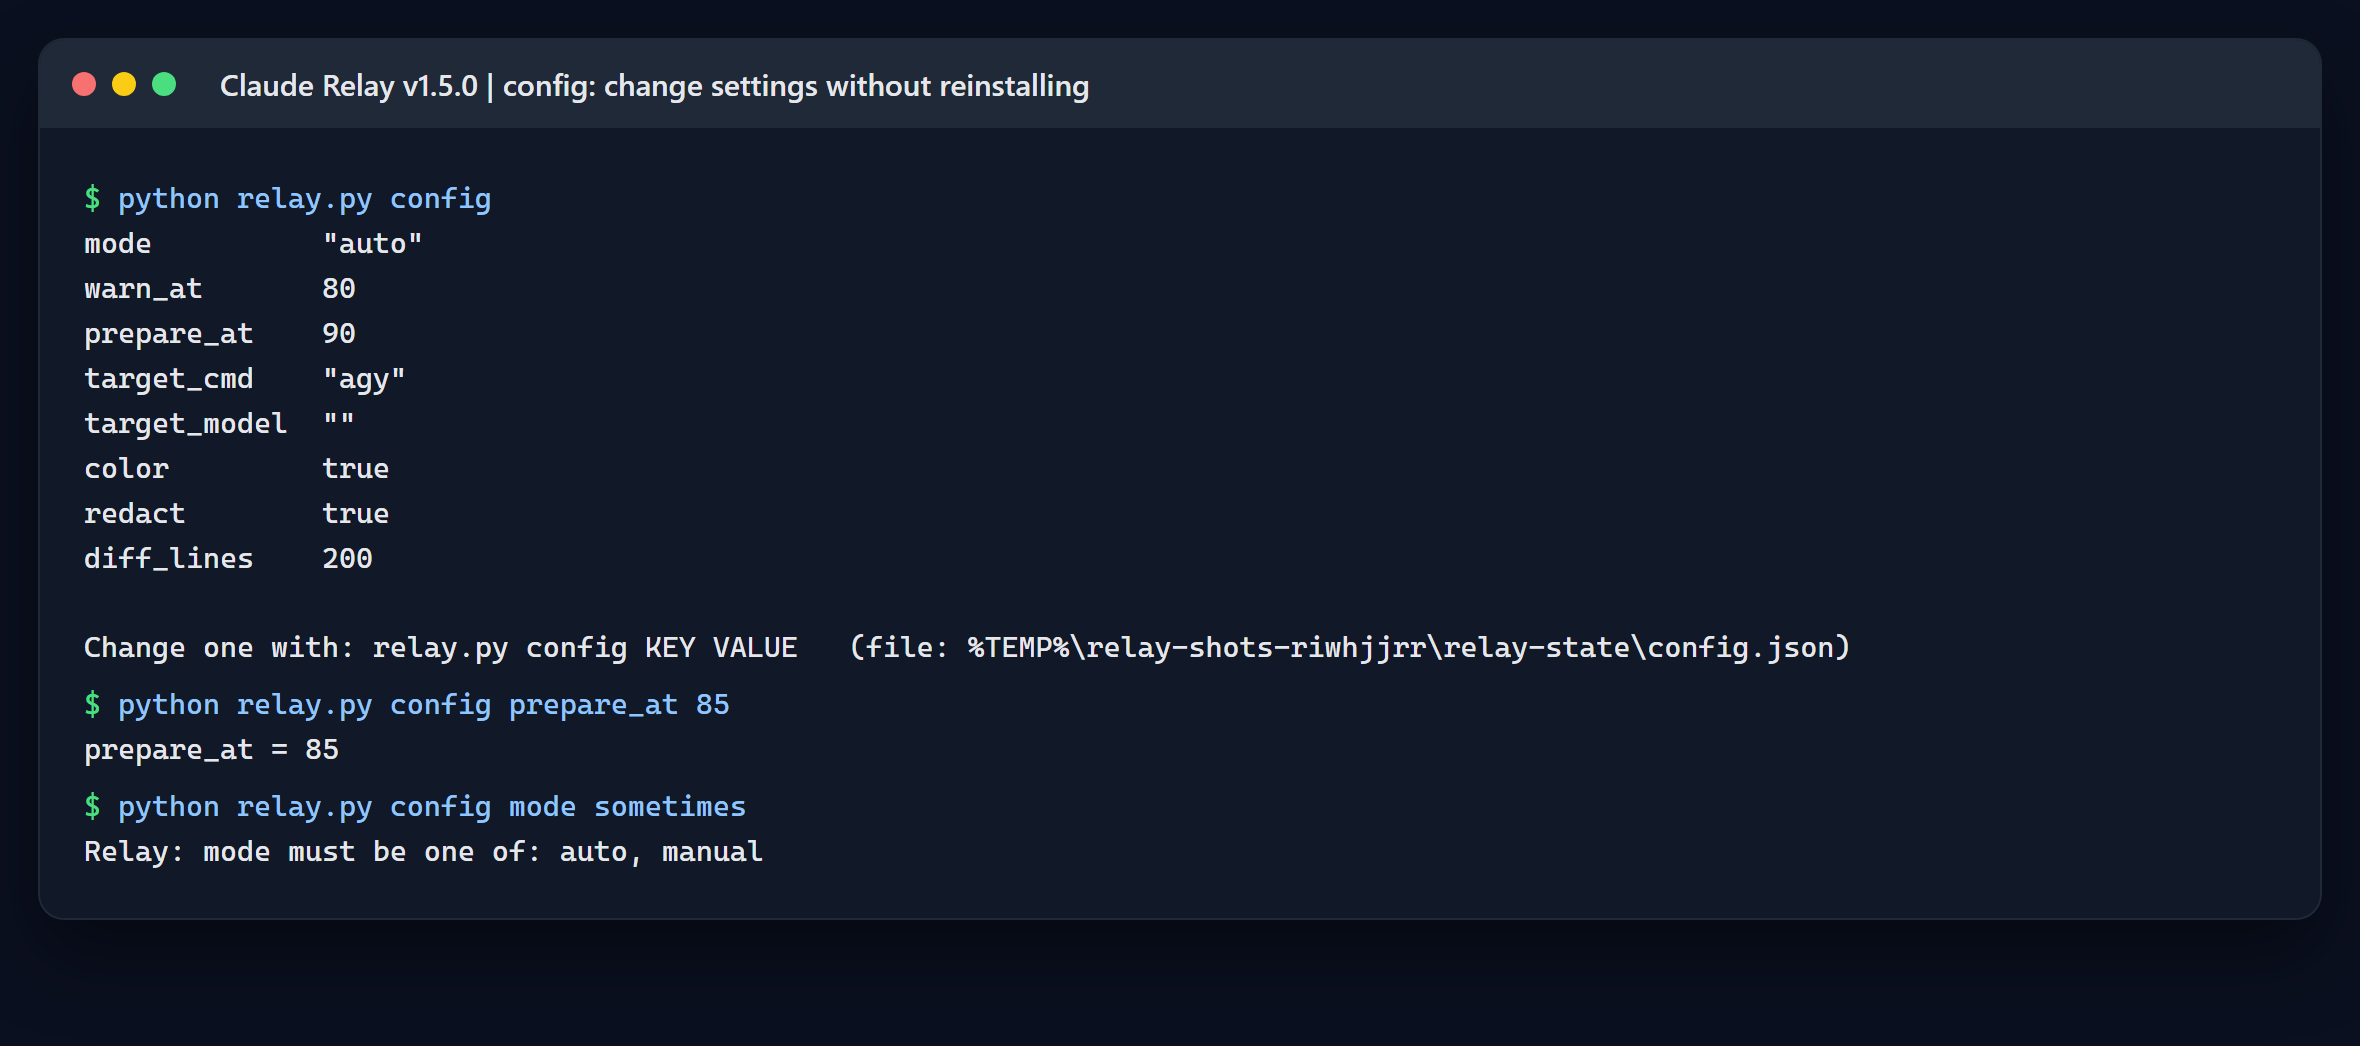 Claude Relay v1.5.0 | config: change settings without reinstalling
$ python relay.py config
mode          "auto"
warn_at       80
prepare_at    90
target_cmd    "agy"
target_model  ""
color         true
redact        true
diff_lines    200
Change one with: relay.py config KEY VALUE   (file: %TEMP%\relay-shots-riwhjjrr\relay-state\config.json)
$ python relay.py config prepare_at 85
prepare_at = 85
$ python relay.py config mode sometimes
Relay: mode must be one of: auto, manual